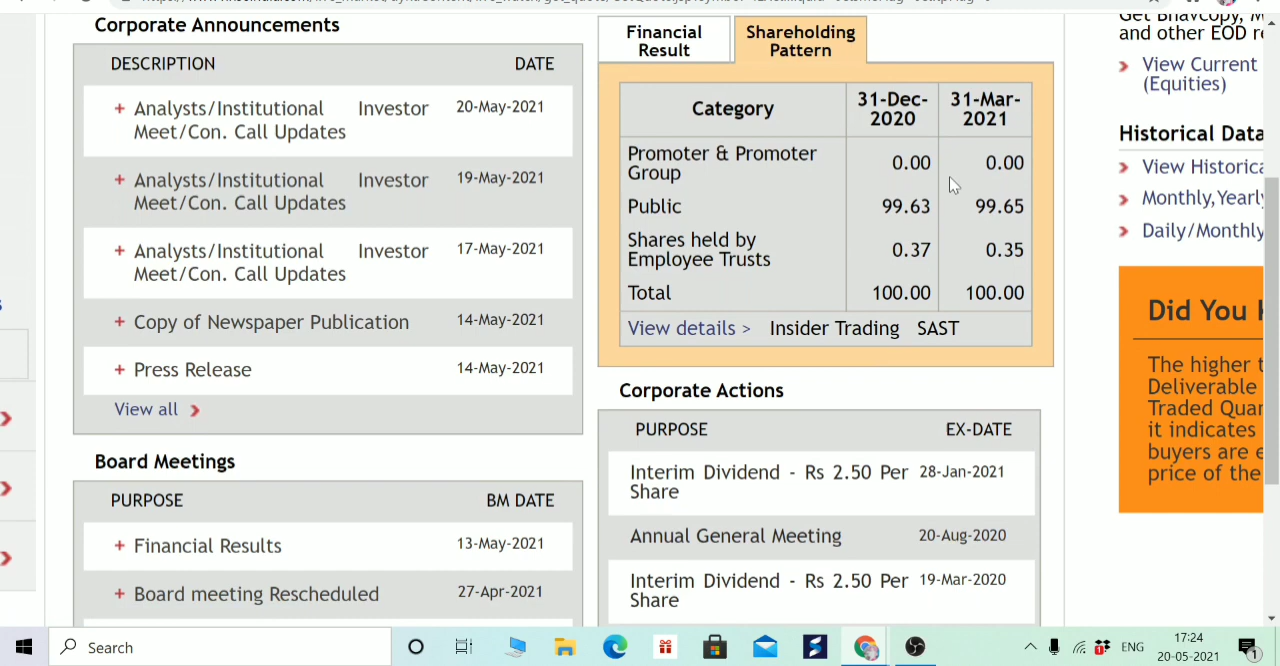 Corporate Announcements
DESCRIPTION DATE
+ Analysts/Institutional Investor 20-May-2021
Meet/Con. Call Updates
+ Analysts/Institutional Investor 19-May-2021
Meet/Con. Call Updates
+ Analysts/Institutional Investor 17-May-2021
Meet/Con. Call Updates
+ Copy of Newspaper Publication 14-May-2021
+ Press Release 14-May-2021
View all
Board Meetings
PURPOSE BM DATE
+ Financial Results 13-May-2021
+ Board meeting Rescheduled 27-Apr-2021
Financial
Result
Shareholding
Pattern
Category 31-Dec-2020 31-Mar-2021
Promoter & Promoter
Group 0.00 0.00
Public 99.63 99.65
Shares held by
Employee Trusts 0.37 0.35
Total 100.00 100.00
View details > Insider Trading SAST
Corporate Actions
PURPOSE EX-DATE
Interim Dividend - Rs 2.50 Per 28-Jan-2021
Share
Annual General Meeting 20-Aug-2020
Interim Dividend - Rs 2.50 Per 19-Mar-2020
Share
Get Bhavcopy,
and other EOD
View Current
(Equities)
Historical Data
View
Monthly,Yearly
Daily/Monthly
Did You
The higher
Deliverable
Traded
it indicates
buyers are
price of the
Search
ENG
17:24
20-05-2021
1